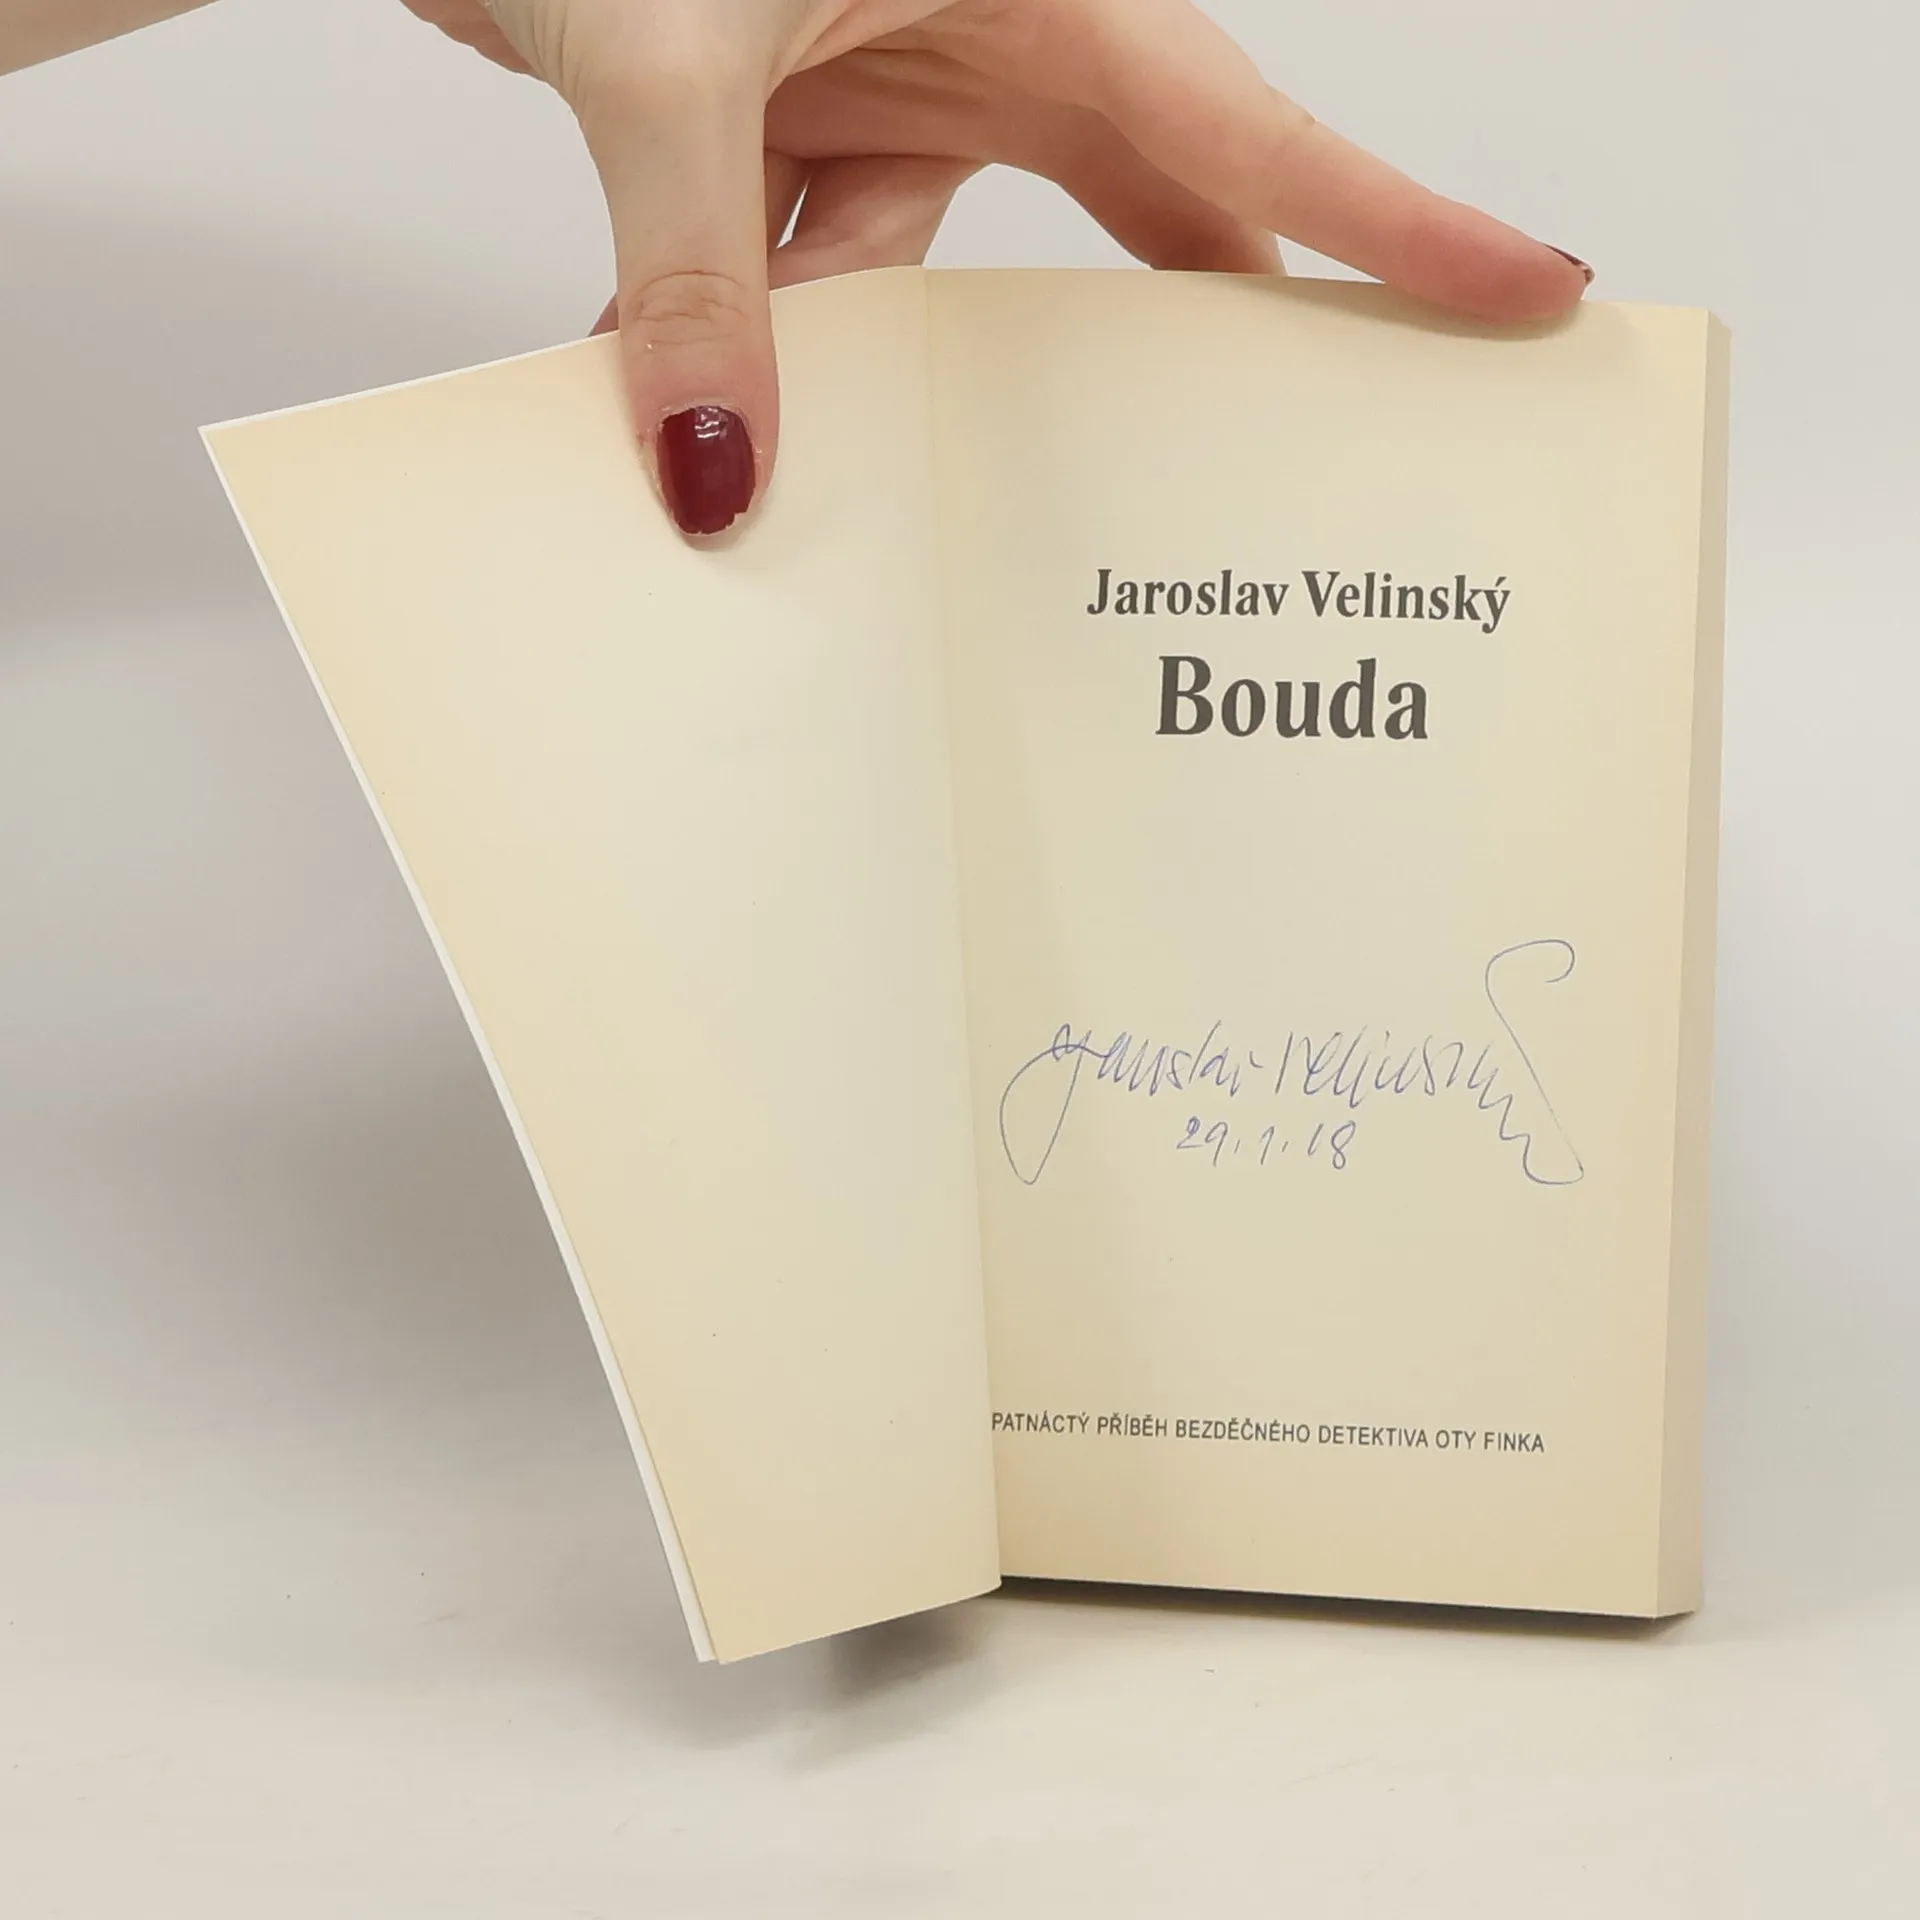 Jaroslav Velinský
Bouda
Jaroslav Velinský
29.1.18
PATNÁCTÝ PŘÍBĚH BEZDĚČNÉHO DETEKTIVA OTY FINKA